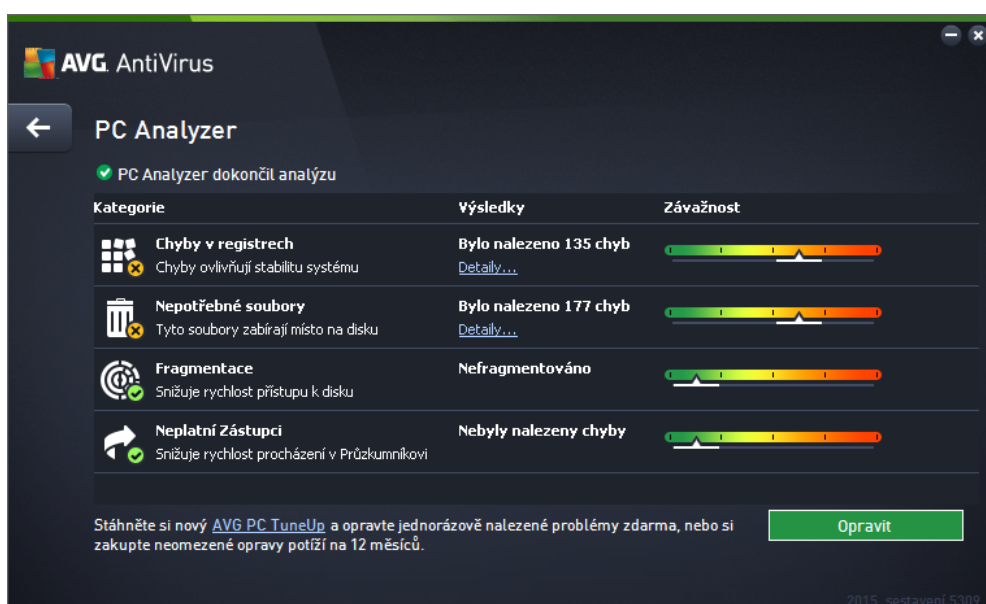 AVG. AntiVirus
PC Analyzer
PC Analyzer dokončil analýzu
Kategorie Výsledky Závažnost
Chyby v registrech Bylo nalezeno 135 chyb
Chyby ovlivňují stabilitu systému Detaily...
Nepotřebné soubory Bylo nalezeno 177 chyb
Tyto soubory zabírají místo na disku Detaily...
Fragmentace Nefragmentováno
Snižuje rychlost přístupu k disku
Neplatní Zástupci Nebyly nalezeny chyby
Snižuje rychlost procházení v Průzkumníkovi
Stáhněte si nový AVG PC TuneUp a opravte jednorázově nalezené problémy zdarma, nebo si
zakupte neomezené opravy potíží na 12 měsíců.
Opravit
2015, sestavení 5309